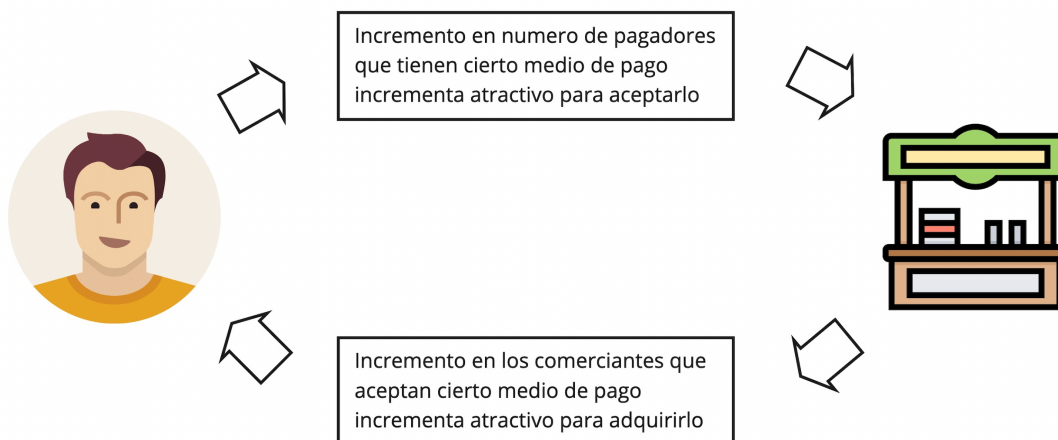 Incremento en numero de pagadores
que tienen cierto medio de pago
incrementa atractivo para aceptarlo
Incremento en los comerciantes que
aceptan cierto medio de pago
incrementa atractivo para adquirirlo